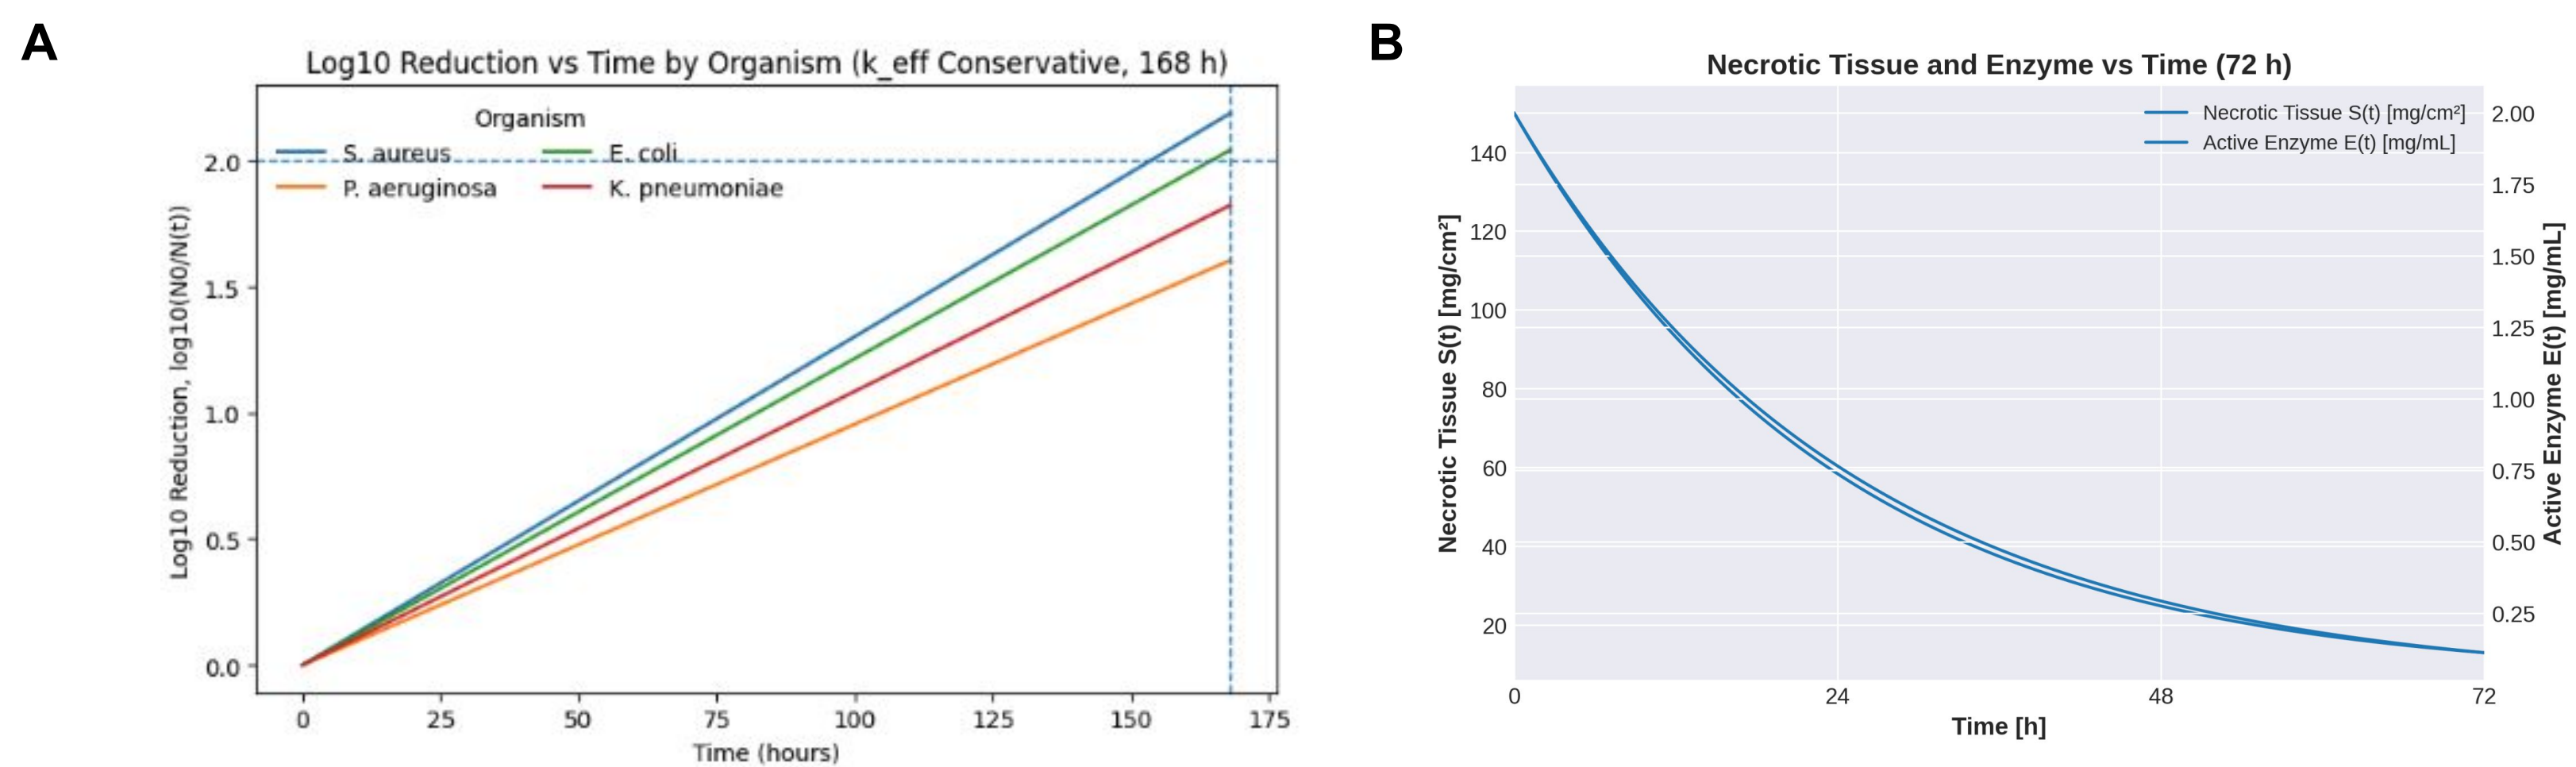 A
Log10 Reduction vs Time by Organism (k_eff Conservative, 168 h)
Organism
S. aureus
E. coli
P. aeruginosa
K. pneumoniae
Log10 Reduction, log10(N0/N(t))
2.0
1.5
1.0
0.5
0.0
0
25
50
75
100
125
150
175
Time (hours)
B
Necrotic Tissue and Enzyme vs Time (72 h)
Necrotic Tissue S(t) [mg/cm²]
Active Enzyme E(t) [mg/mL]
Necrotic Tissue S(t) [mg/cm²]
140
120
100
80
60
40
20
2.00
1.75
1.50
1.25
1.00
0.75
0.50
0.25
Active Enzyme E(t) [mg/mL]
0
24
48
72
Time [h]